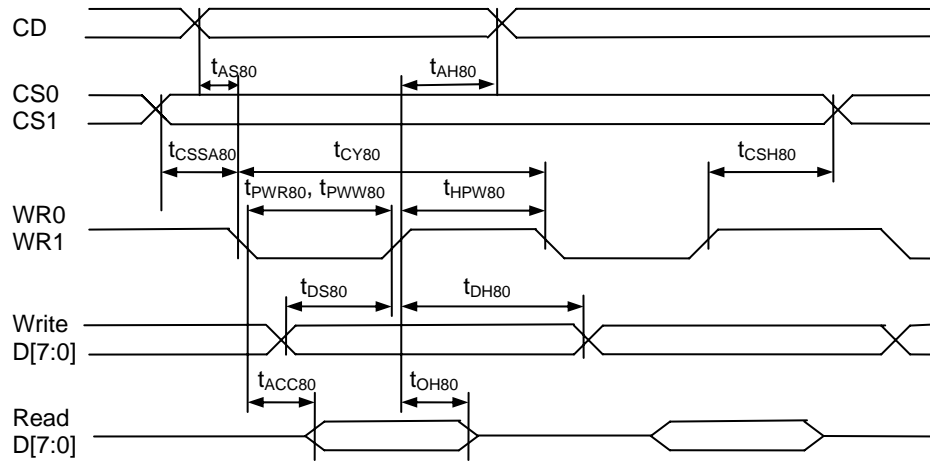 CD
tAS80 tAH80
CS0
CS1
tCSSA80 tCY80 tCSH80
tPWR80, tPWW80 tHPW80
WR0
WR1
tDS80 tDH80
Write
D[7:0]
tACC80 tOH80
Read
D[7:0]